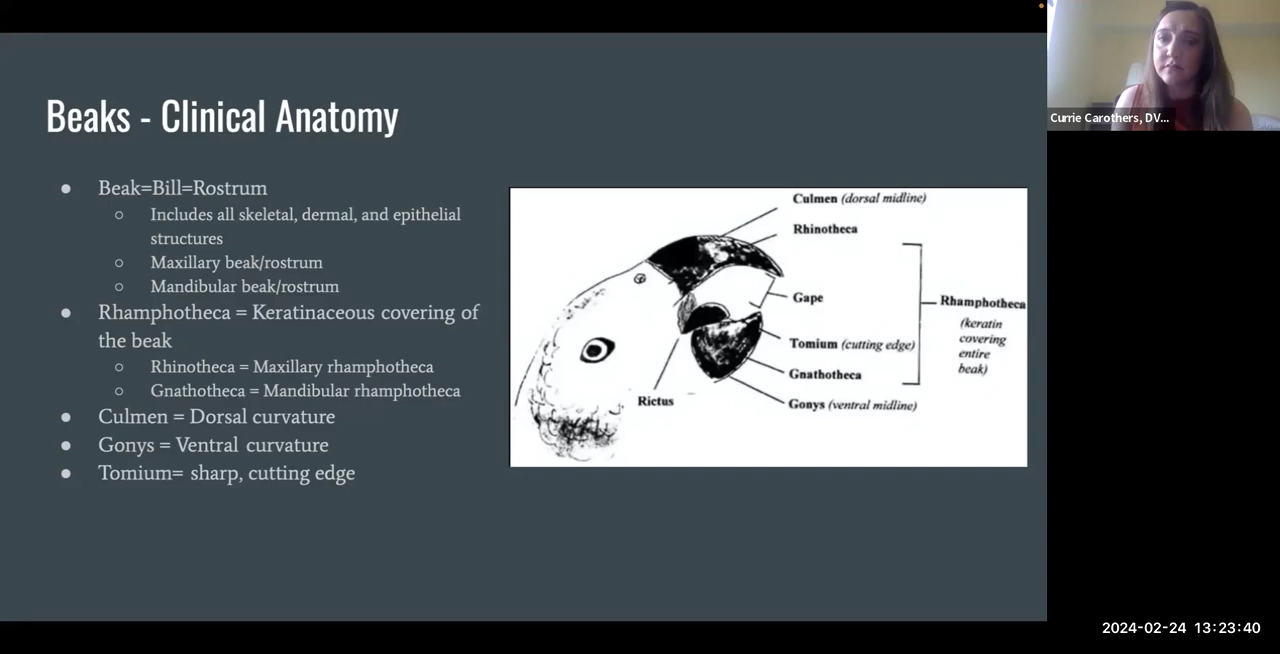 Beaks - Clinical Anatomy
● Beak=Bill=Rostrum
○ Includes all skeletal, dermal, and epithelial
structures
○ Maxillary beak/rostrum
○ Mandibular beak/rostrum
● Rhamphotheca = Keratinaceous covering of
the beak
○ Rhinotheca = Maxillary rhamphotheca
○ Gnathotheca = Mandibular rhamphotheca
● Culmen = Dorsal curvature
● Gonys = Ventral curvature
● Tomium= sharp, cutting edge
Culmen (dorsal midline)
Rhinotheca
Gape
Tomium (cutting edge)
Gnathotheca
Gonys (ventral midline)
Rictus
Rhamphotheca
(keratin
covering
entire
beak)
Currie Carothers, DV...
2024-02-24 13:23:40